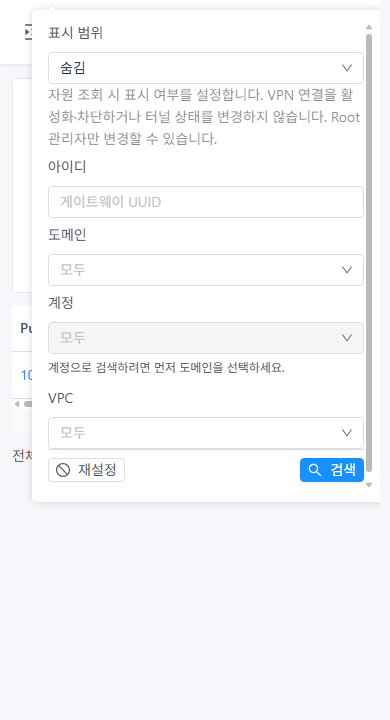 표시 범위
숨김
자원 조회 시 표시 여부를 설정합니다. VPN 연결을 활
성화·차단하거나 터널 상태를 변경하지 않습니다. Root
관리자만 변경할 수 있습니다.
아이디
게이트웨이 UUID
도메인
모두
계정
모두
계정으로 검색하려면 먼저 도메인을 선택하세요.
VPC
모두
재설정
검색
Pu
10
전체